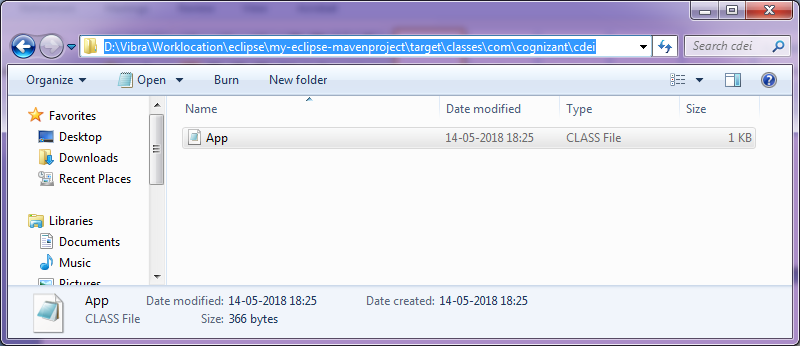 D:\Vibra\Worklocation\eclipse\my-eclipse-mavenproject\target\classes\com\cognizant\cdei
Search cdei
Organize Open Burn New folder
Favorites
Desktop
Downloads
Recent Places
Libraries
Documents
Music
Pictures
Name Date modified Type Size
App 14-05-2018 18:25 CLASS File 1 KB
App Date modified: 14-05-2018 18:25 Date created: 14-05-2018 18:25
CLASS File Size: 366 bytes